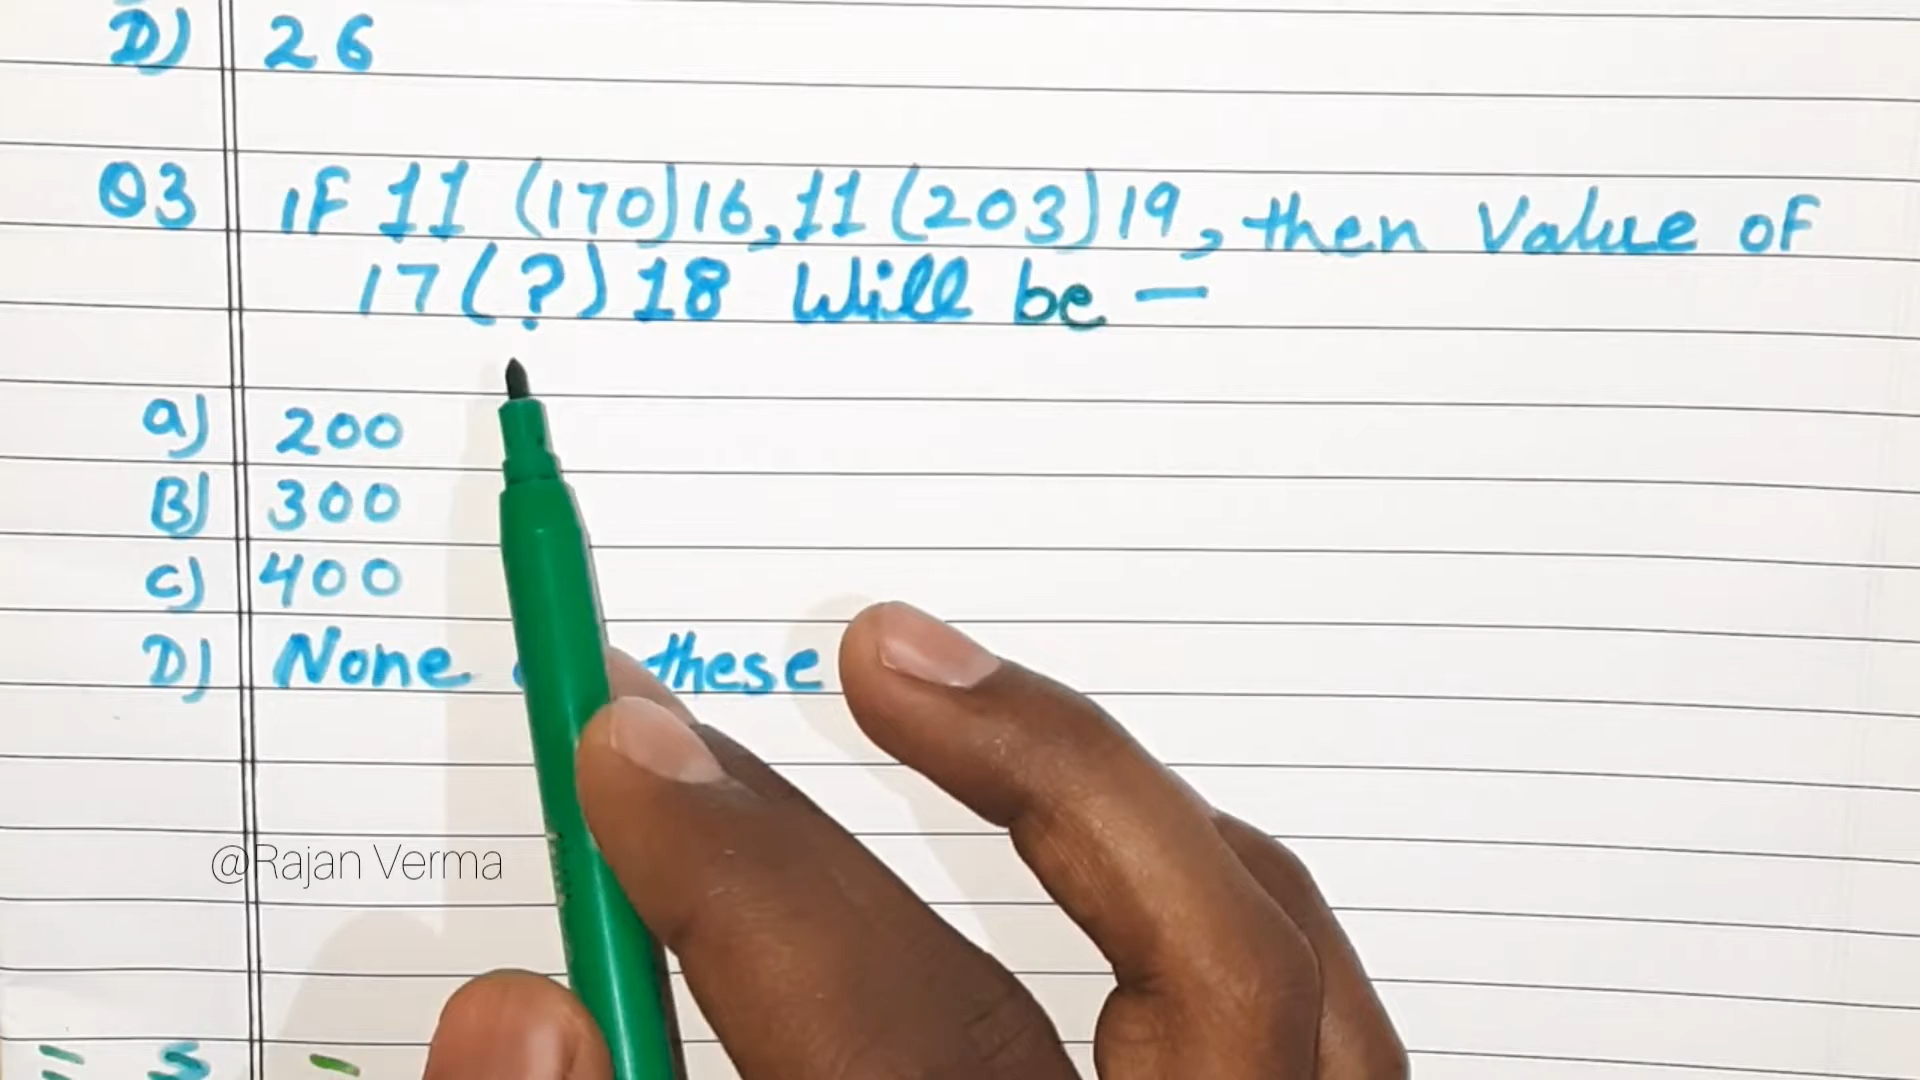 D) 26
Q3 iF 11 (170) 16, 11 (203) 19, then Value of
17 (?) 18 Will be —
a) 200
B) 300
C) 400
D) None these
@Rajan Verma